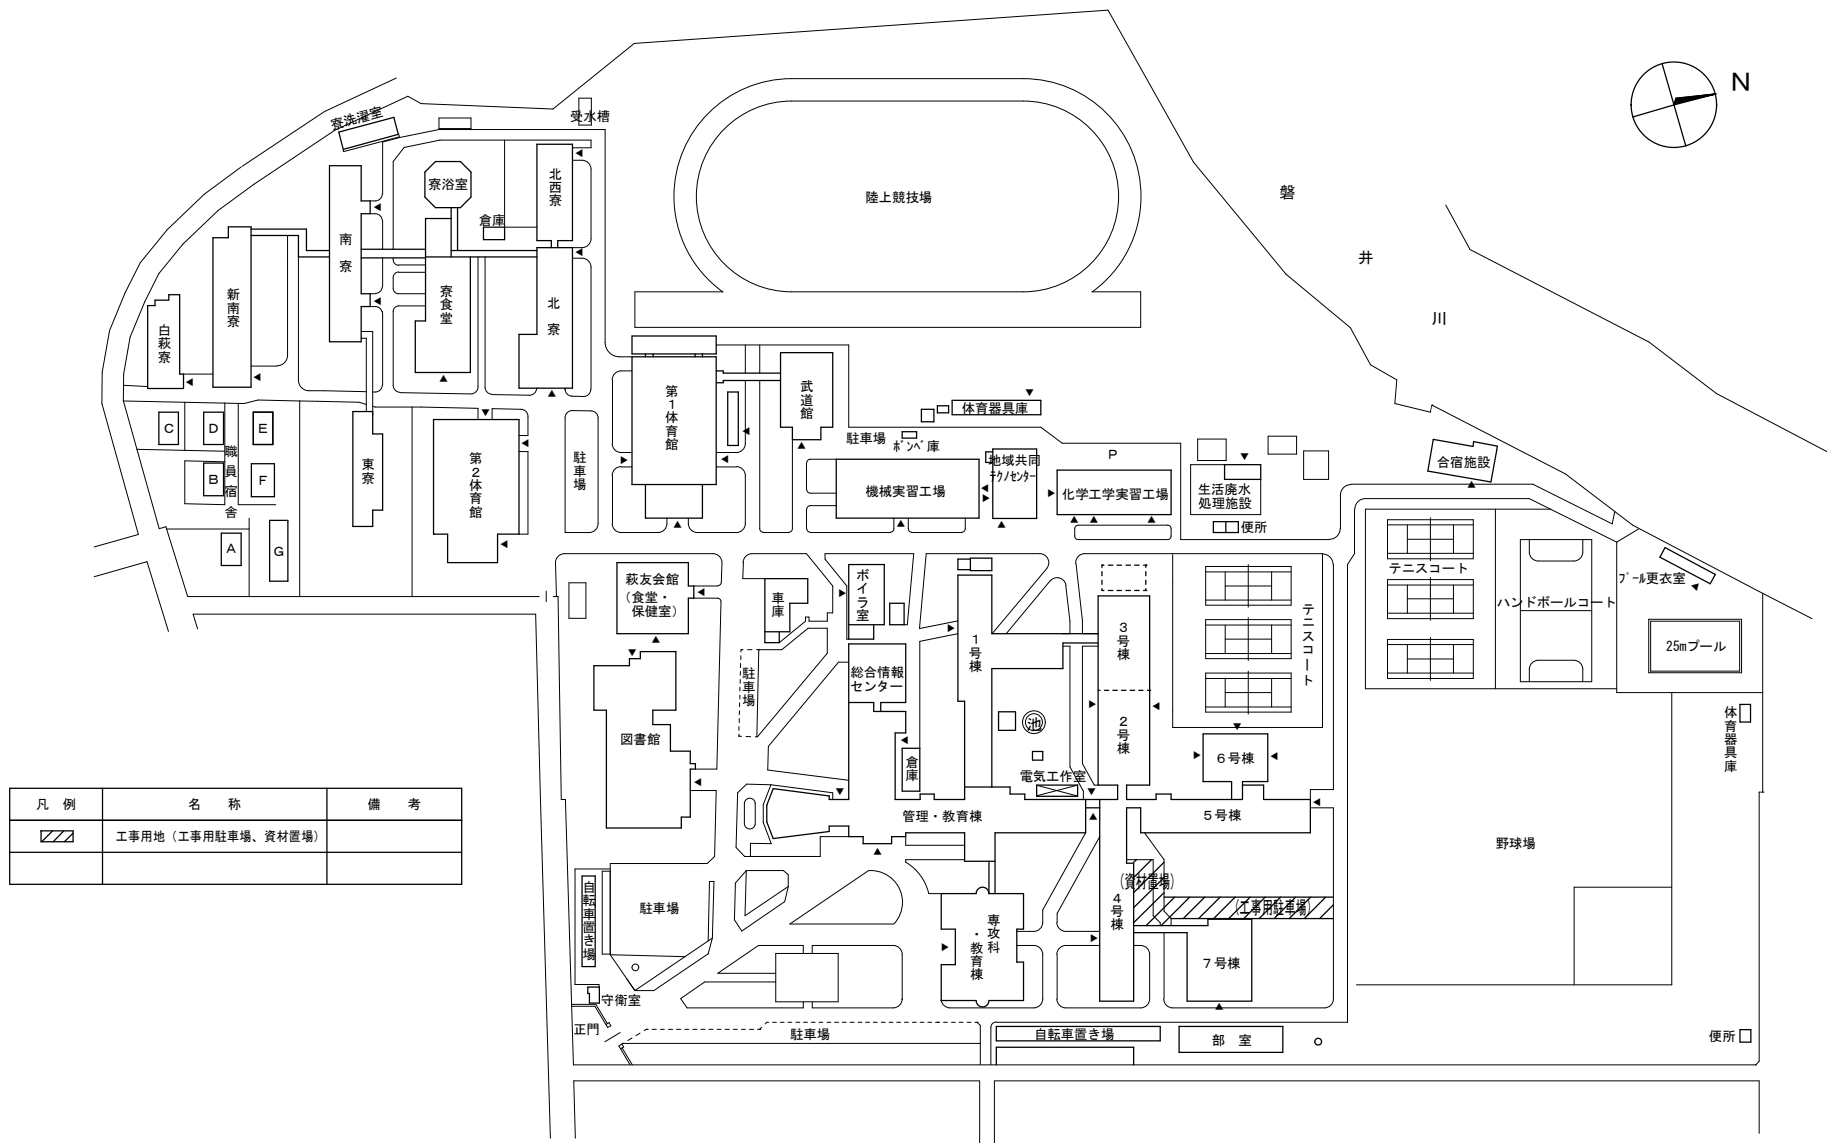 N
磐
井
川
受水槽
寮洗濯室
寮浴室
北西寮
倉庫
陸上競技場
南寮
新南寮
寮食堂
北寮
白萩寮
第1体育館
武道館
体育器具庫
駐車場
ﾎﾞﾝﾍﾞ庫
C
D
E
B
F
A
G
職員宿舎
東寮
第2体育館
駐車場
機械実習工場
地域共同
ﾃｸﾉｾﾝﾀｰ
P
化学工学実習工場
生活廃水
処理施設
便所
合宿施設
テニスコート
ﾌﾟｰﾙ更衣室
ハンドボールコート
25mプール
萩友会館
(食堂・
保健室)
車庫
ボイラ室
1号棟
3号棟
テニスコート
総合情報
センター
駐車場
図書館
池
2号棟
6号棟
倉庫
電気工作室
体育器具庫
管理・教育棟
5号棟
野球場
凡 例
名 称
備 考
工事用地（工事用駐車場、資材置場）
(資材置場)
(工事用駐車場)
自転車置き場
駐車場
4号棟
専攻科
・教育棟
7号棟
守衛室
正門
駐車場
自転車置き場
部 室
便所